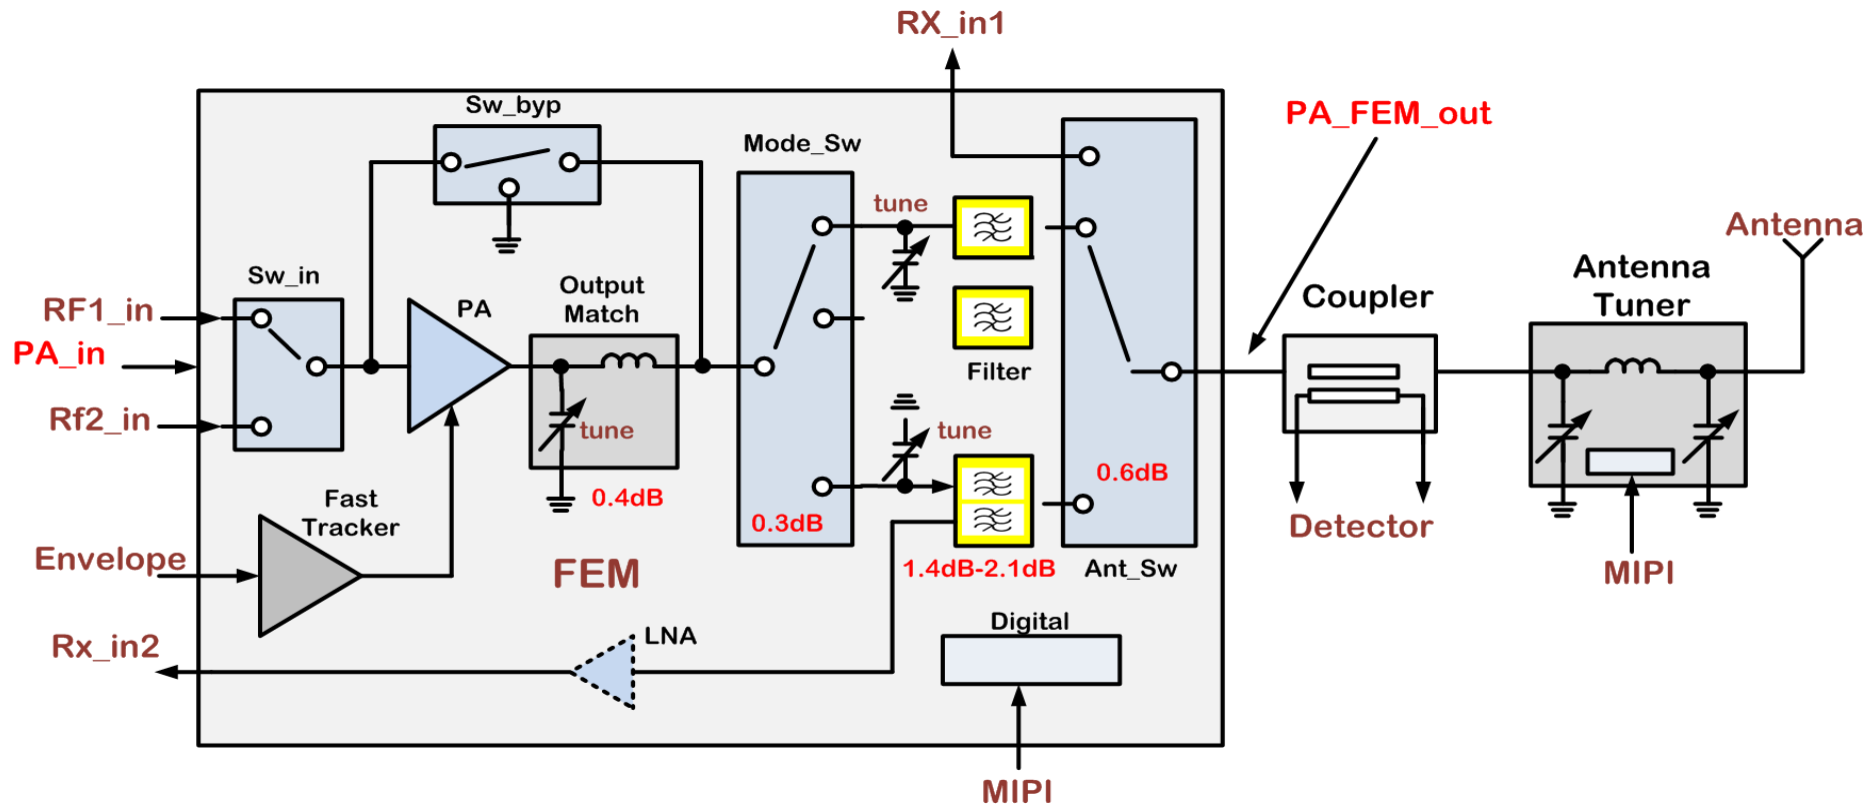 RX_in1
Sw_byp
PA_FEM_out
Mode_Sw
tune
Antenna
Sw_in
Output
Match
PA
RF1_in
PA_in
Rf2_in
Coupler
Antenna
Tuner
Filter
tune
tune
0.4dB
0.3dB
0.6dB
Fast
Tracker
Detector
Envelope
FEM
1.4dB-2.1dB
Ant_Sw
MIPI
Digital
LNA
Rx_in2
MIPI